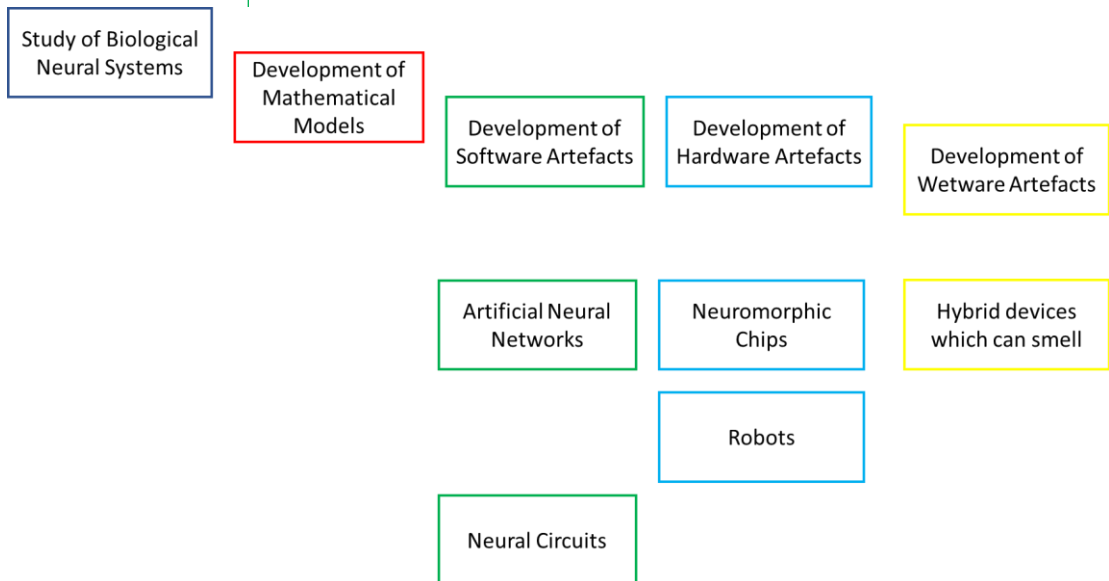 Study of Biological
Neural Systems
Development of
Mathematical
Models
Development of
Software Artefacts
Development of
Hardware Artefacts
Development of
Wetware Artefacts
Artificial Neural
Networks
Neuromorphic
Chips
Hybrid devices
which can smell
Robots
Neural Circuits